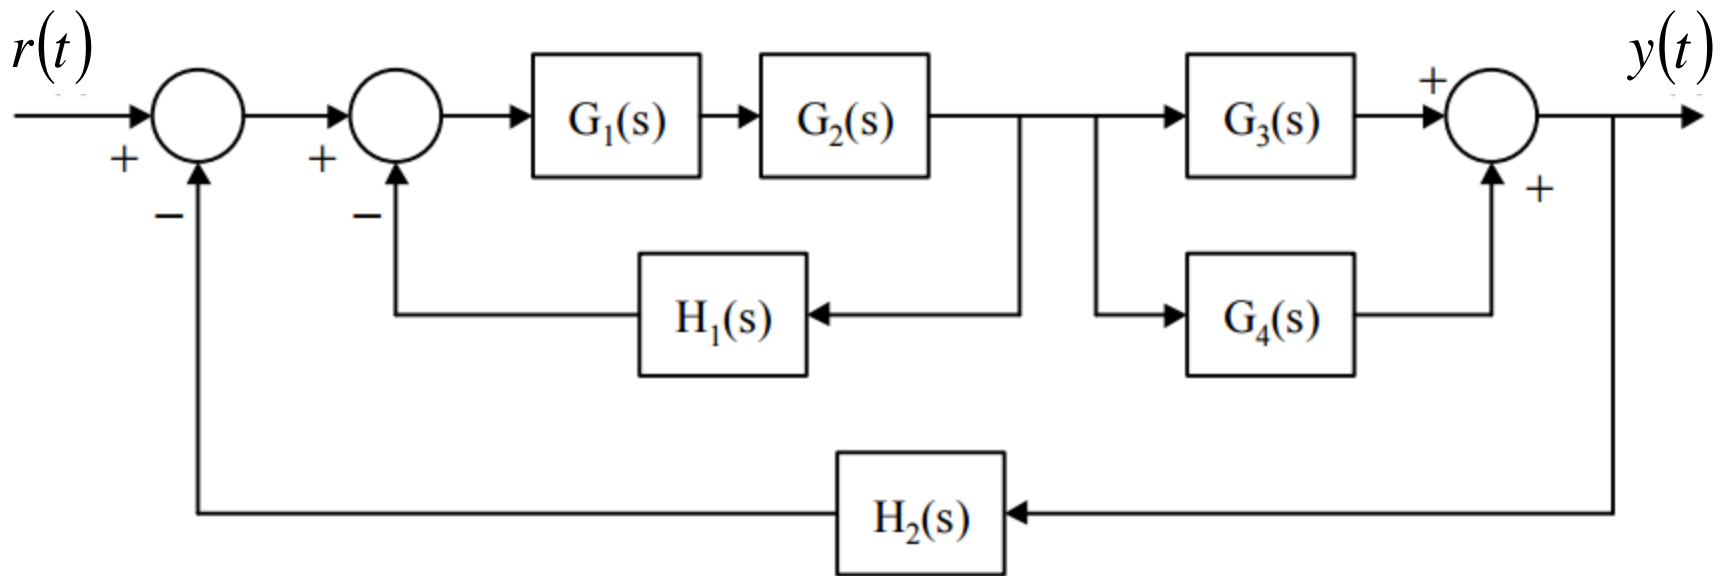 r(t)
y(t)
+
G₁(s)
G₂(s)
G₃(s)
+
+
−
+
−
H₁(s)
G₄(s)
+
H₂(s)